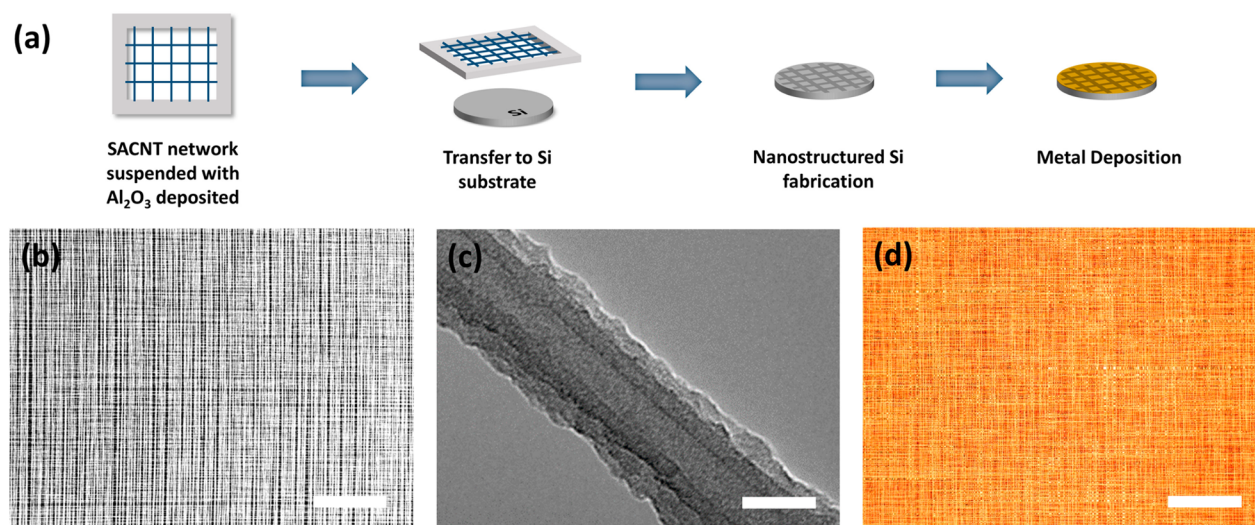 (a)
Si
SACNT network
suspended with
Al₂O₃ deposited
Transfer to Si
substrate
Nanostructured Si
fabrication
Metal Deposition
(b)
(c)
(d)